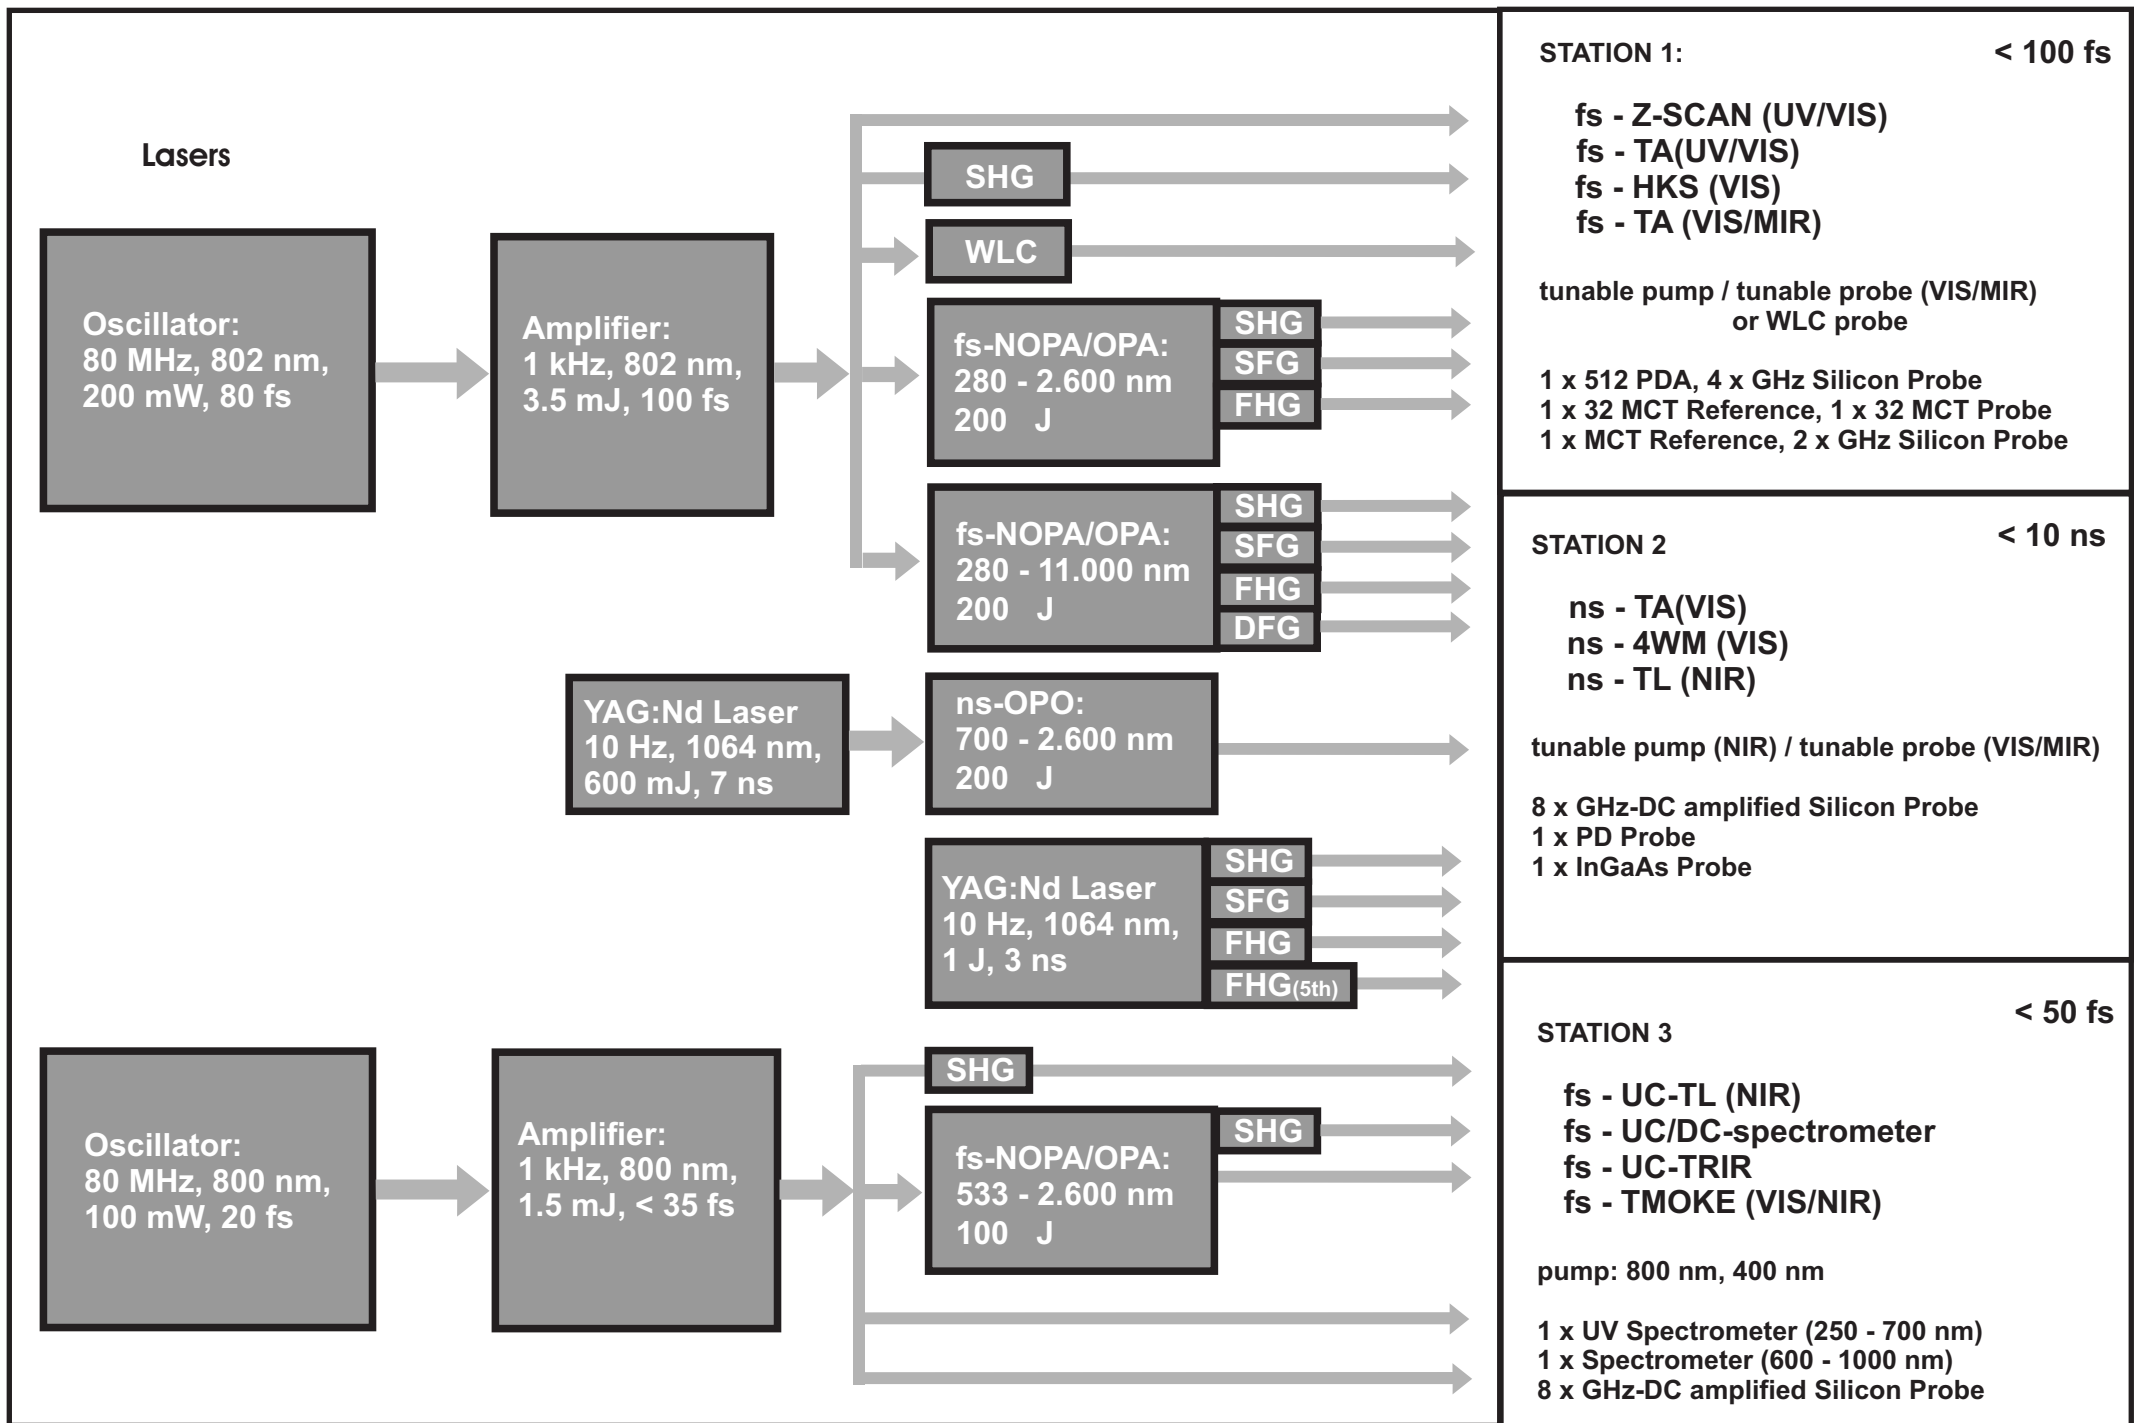 Lasers
Oscillator:
80 MHz, 802 nm,
200 mW, 80 fs
Amplifier:
1 kHz, 802 nm,
3.5 mJ, 100 fs
SHG
WLC
fs-NOPA/OPA:
280 - 2.600 nm
200 J
SHG
SFG
FHG
fs-NOPA/OPA:
280 - 11.000 nm
200 J
SHG
SFG
FHG
DFG
YAG:Nd Laser
10 Hz, 1064 nm,
600 mJ, 7 ns
ns-OPO:
700 - 2.600 nm
200 J
YAG:Nd Laser
10 Hz, 1064 nm,
1 J, 3 ns
SHG
SFG
FHG
FHG(5th)
Oscillator:
80 MHz, 800 nm,
100 mW, 20 fs
Amplifier:
1 kHz, 800 nm,
1.5 mJ, < 35 fs
SHG
fs-NOPA/OPA:
533 - 2.600 nm
100 J
SHG
STATION 1:
< 100 fs
fs - Z-SCAN (UV/VIS)
fs - TA(UV/VIS)
fs - HKS (VIS)
fs - TA (VIS/MIR)
tunable pump / tunable probe (VIS/MIR)
or WLC probe
1 x 512 PDA, 4 x GHz Silicon Probe
1 x 32 MCT Reference, 1 x 32 MCT Probe
1 x MCT Reference, 2 x GHz Silicon Probe
STATION 2
< 10 ns
ns - TA(VIS)
ns - 4WM (VIS)
ns - TL (NIR)
tunable pump (NIR) / tunable probe (VIS/MIR)
8 x GHz-DC amplified Silicon Probe
1 x PD Probe
1 x InGaAs Probe
STATION 3
< 50 fs
fs - UC-TL (NIR)
fs - UC/DC-spectrometer
fs - UC-TRIR
fs - TMOKE (VIS/NIR)
pump: 800 nm, 400 nm
1 x UV Spectrometer (250 - 700 nm)
1 x Spectrometer (600 - 1000 nm)
8 x GHz-DC amplified Silicon Probe